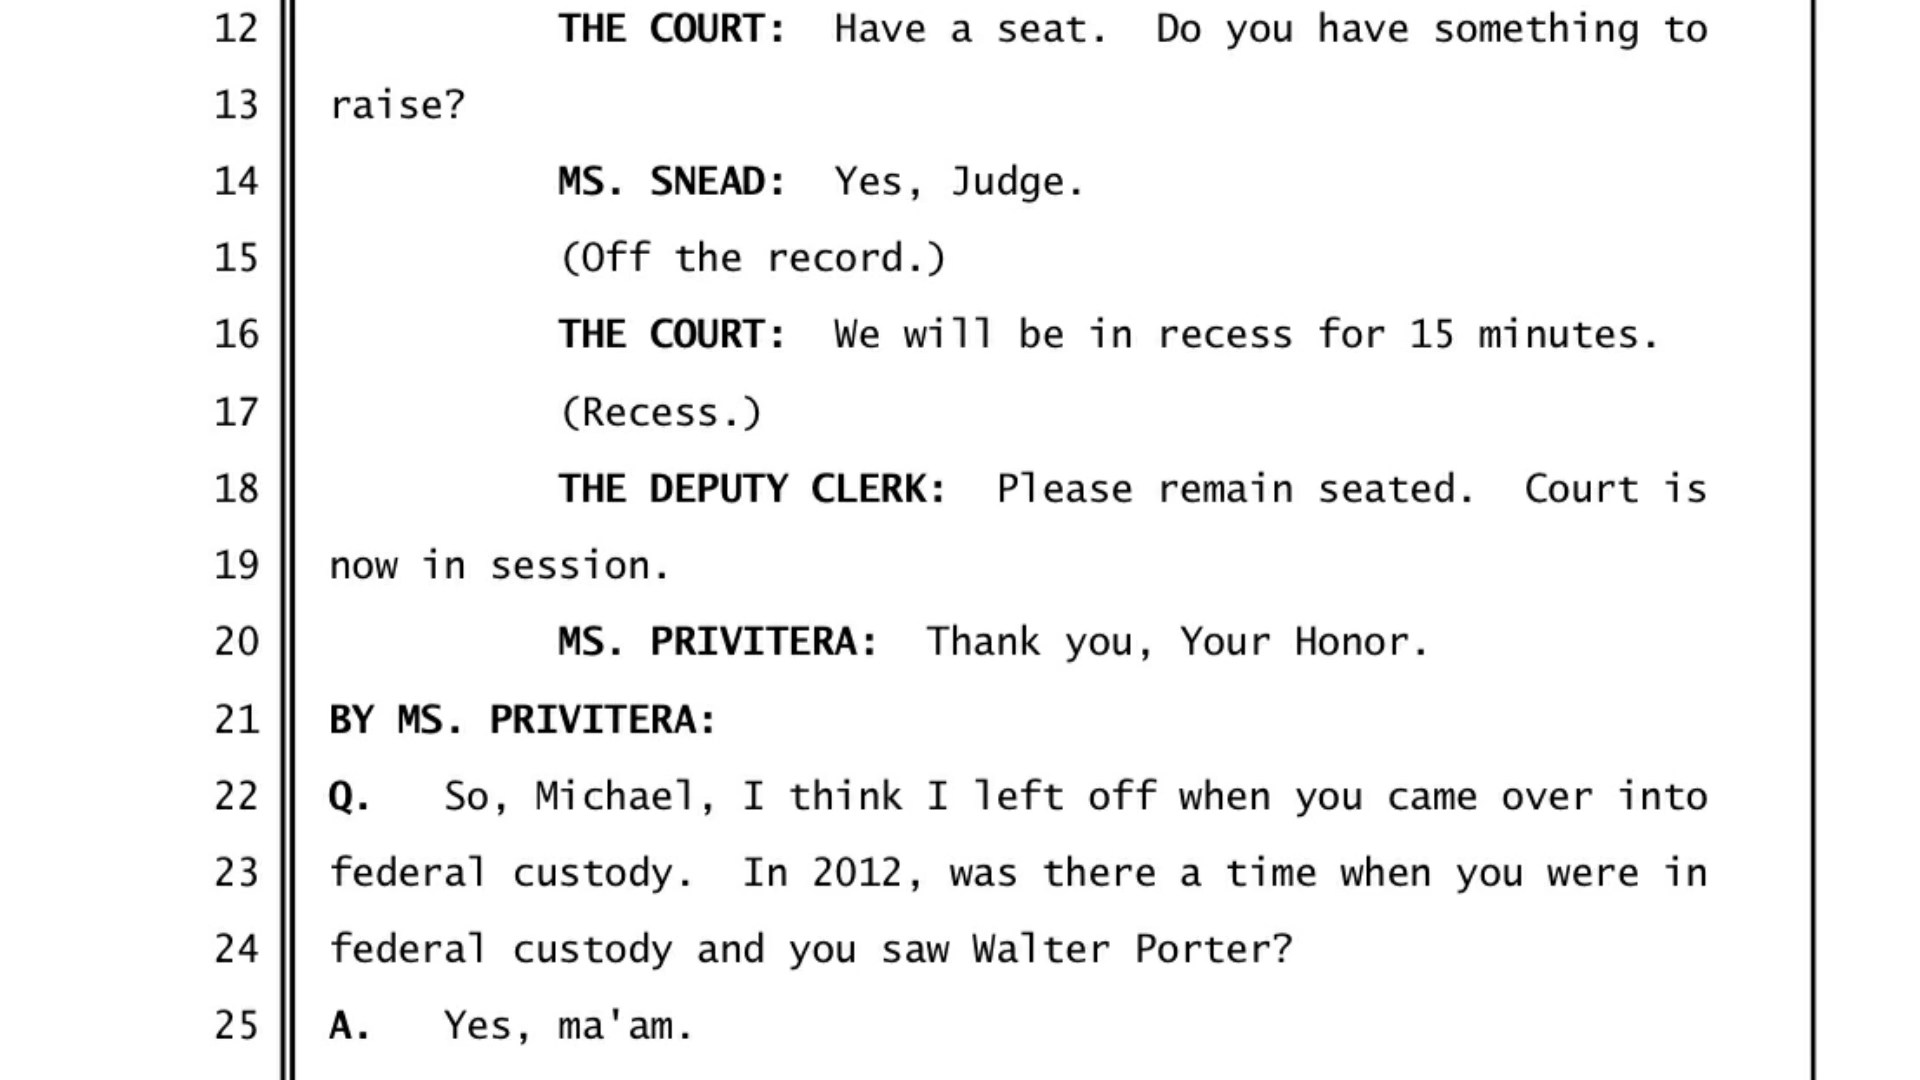 12 THE COURT: Have a seat. Do you have something to
13 raise?
14 MS. SNEAD: Yes, Judge.
15 (Off the record.)
16 THE COURT: We will be in recess for 15 minutes.
17 (Recess.)
18 THE DEPUTY CLERK: Please remain seated. Court is
19 now in session.
20 MS. PRIVITERA: Thank you, Your Honor.
21 BY MS. PRIVITERA:
22 Q. So, Michael, I think I left off when you came over into
23 federal custody. In 2012, was there a time when you were in
24 federal custody and you saw Walter Porter?
25 A. Yes, ma'am.